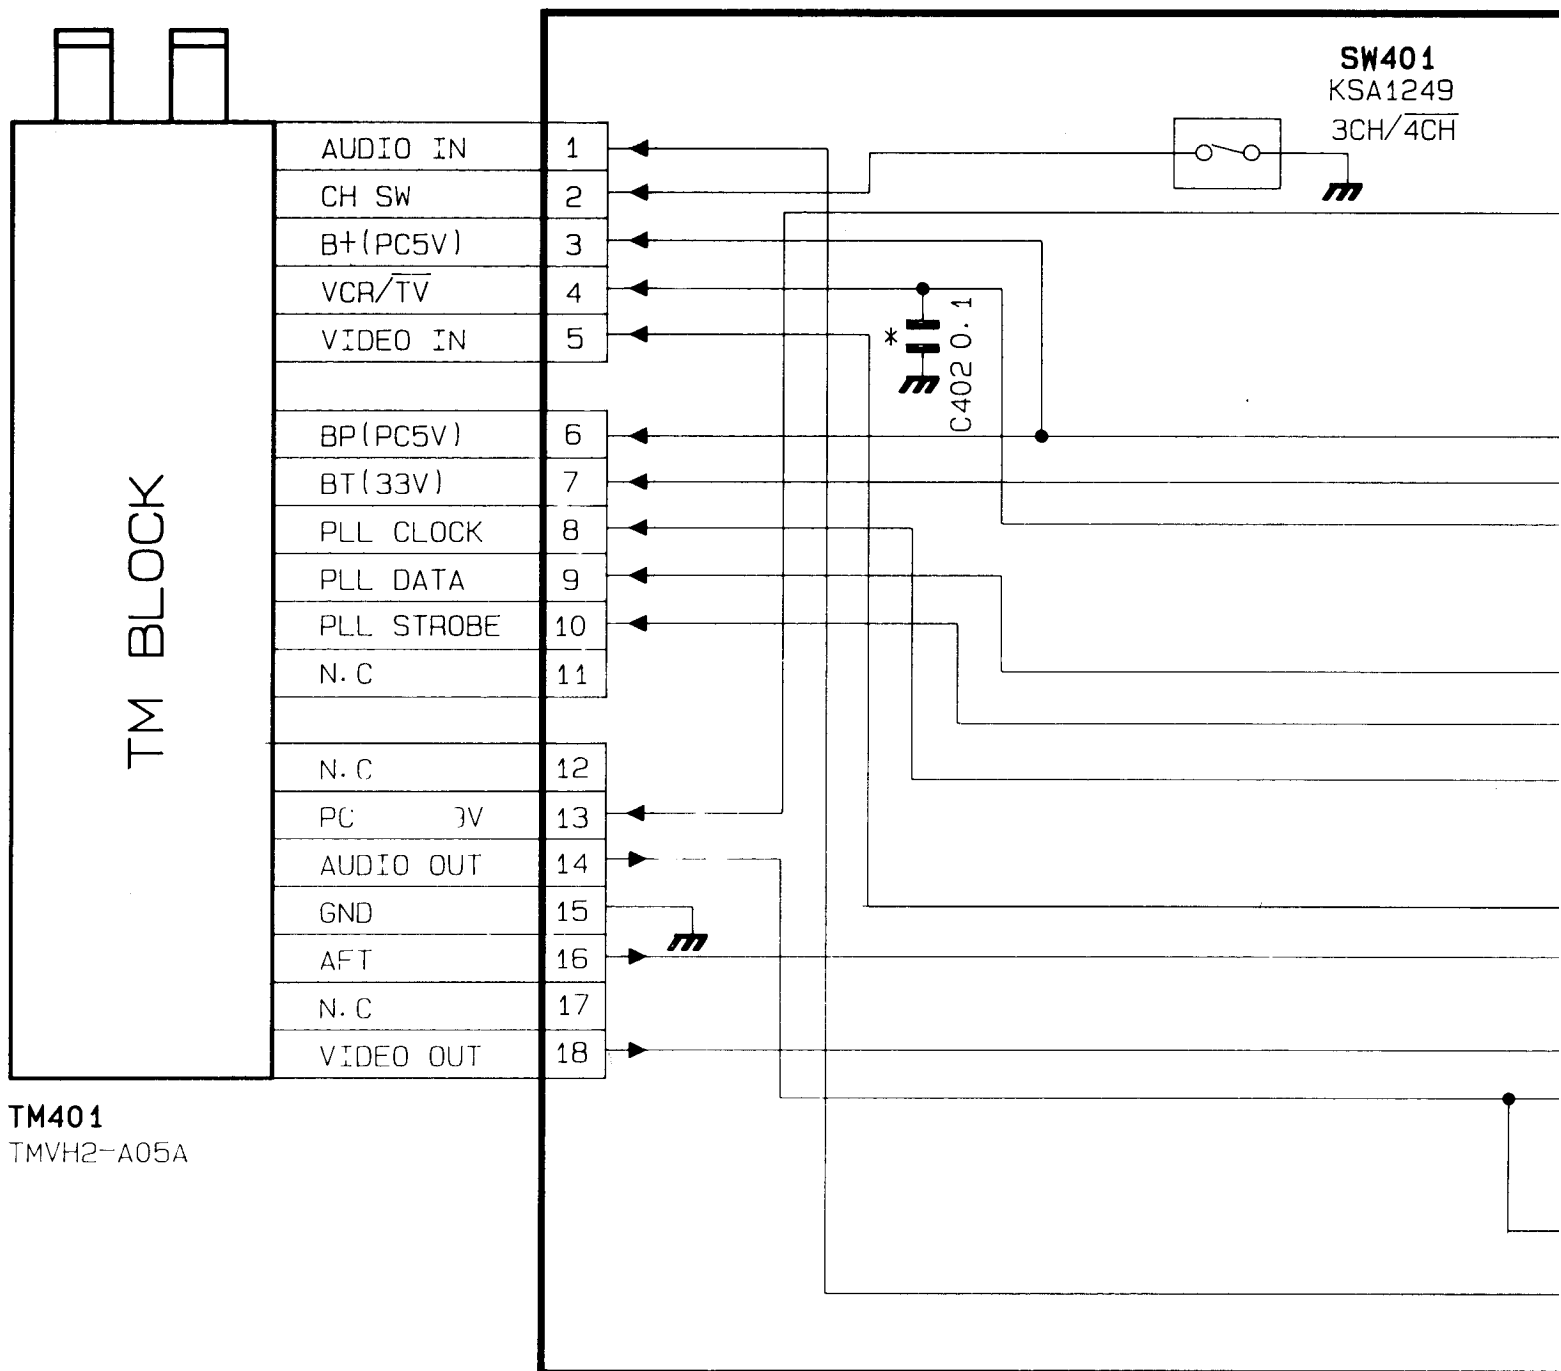 SW401
KSA1249
3CH/4CH
AUDIO IN 1
CH SW 2
B+(PC5V) 3
VCR/TV 4
VIDEO IN 5
* C402 0.1
BP(PC5V) 6
BT(33V) 7
PLL CLOCK 8
PLL DATA 9
PLL STROBE 10
N.C 11
TM BLOCK
N.C 12
PC V 13
AUDIO OUT 14
GND 15
AFT 16
N.C 17
VIDEO OUT 18
TM401
TMVH2-A05A